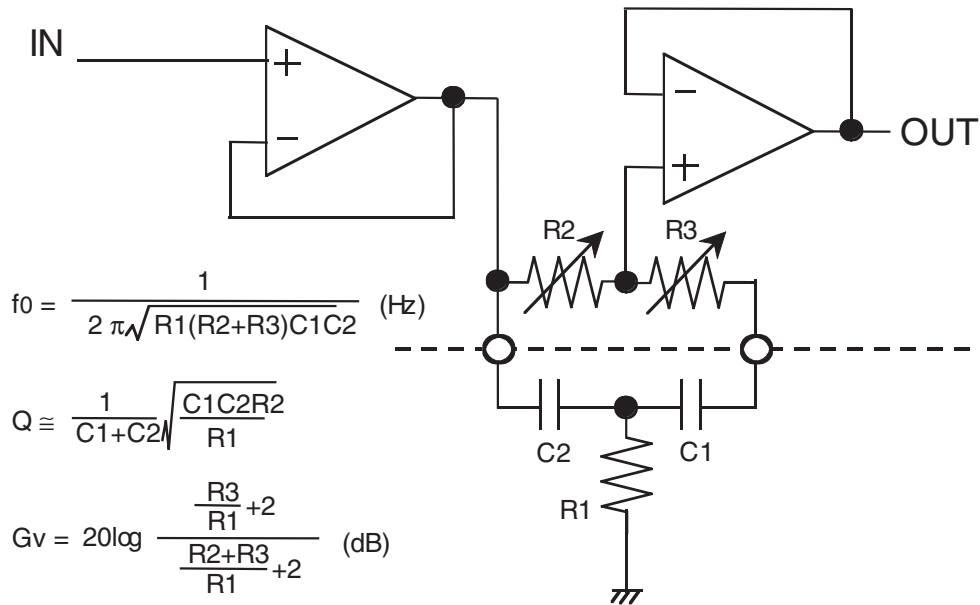 IN
+
−
−
+
OUT
R2
R3
f0 = 1 / 2 π√R1(R2+R3)C1C2 (Hz)
Q ≅ 1 / C1+C2 √C1C2R2 / R1
C2
C1
R1
Gv = 20log R3 / R1 +2 / R2+R3 / R1 +2 (dB)